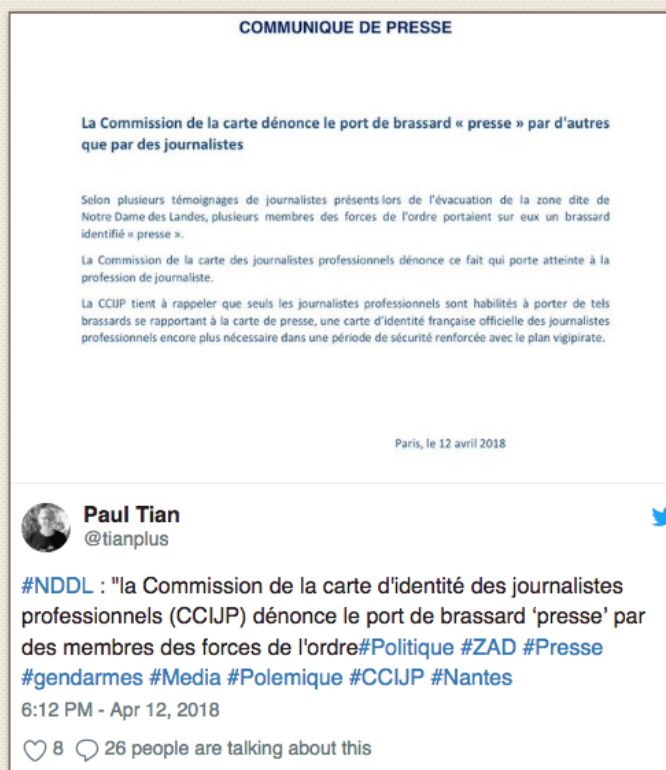 COMMUNIQUE DE PRESSE
La Commission de la carte dénonce le port de brassard « presse » par d'autres
que par des journalistes
Selon plusieurs témoignages de journalistes présents lors de l'évacuation de la zone dite de
Notre Dame des Landes, plusieurs membres des forces de l'ordre portaient sur eux un brassard
identifié « presse ».
La Commission de la carte des journalistes professionnels dénonce ce fait qui porte atteinte à la
profession de journaliste.
La CCIJP tient à rappeler que seuls les journalistes professionnels sont habilités à porter de tels
brassards se rapportant à la carte de presse, une carte d'identité française officielle des journalistes
professionnels encore plus nécessaire dans une période de sécurité renforcée avec le plan vigipirate.
Paris, le 12 avril 2018
Paul Tian
@tianplus
#NDDL : "la Commission de la carte d'identité des journalistes
professionnels (CCIJP) dénonce le port de brassard ‘presse’ par
des membres des forces de l'ordre#Politique #ZAD #Presse
#gendarmes #Media #Polemique #CCIJP #Nantes
6:12 PM - Apr 12, 2018
8 26 people are talking about this